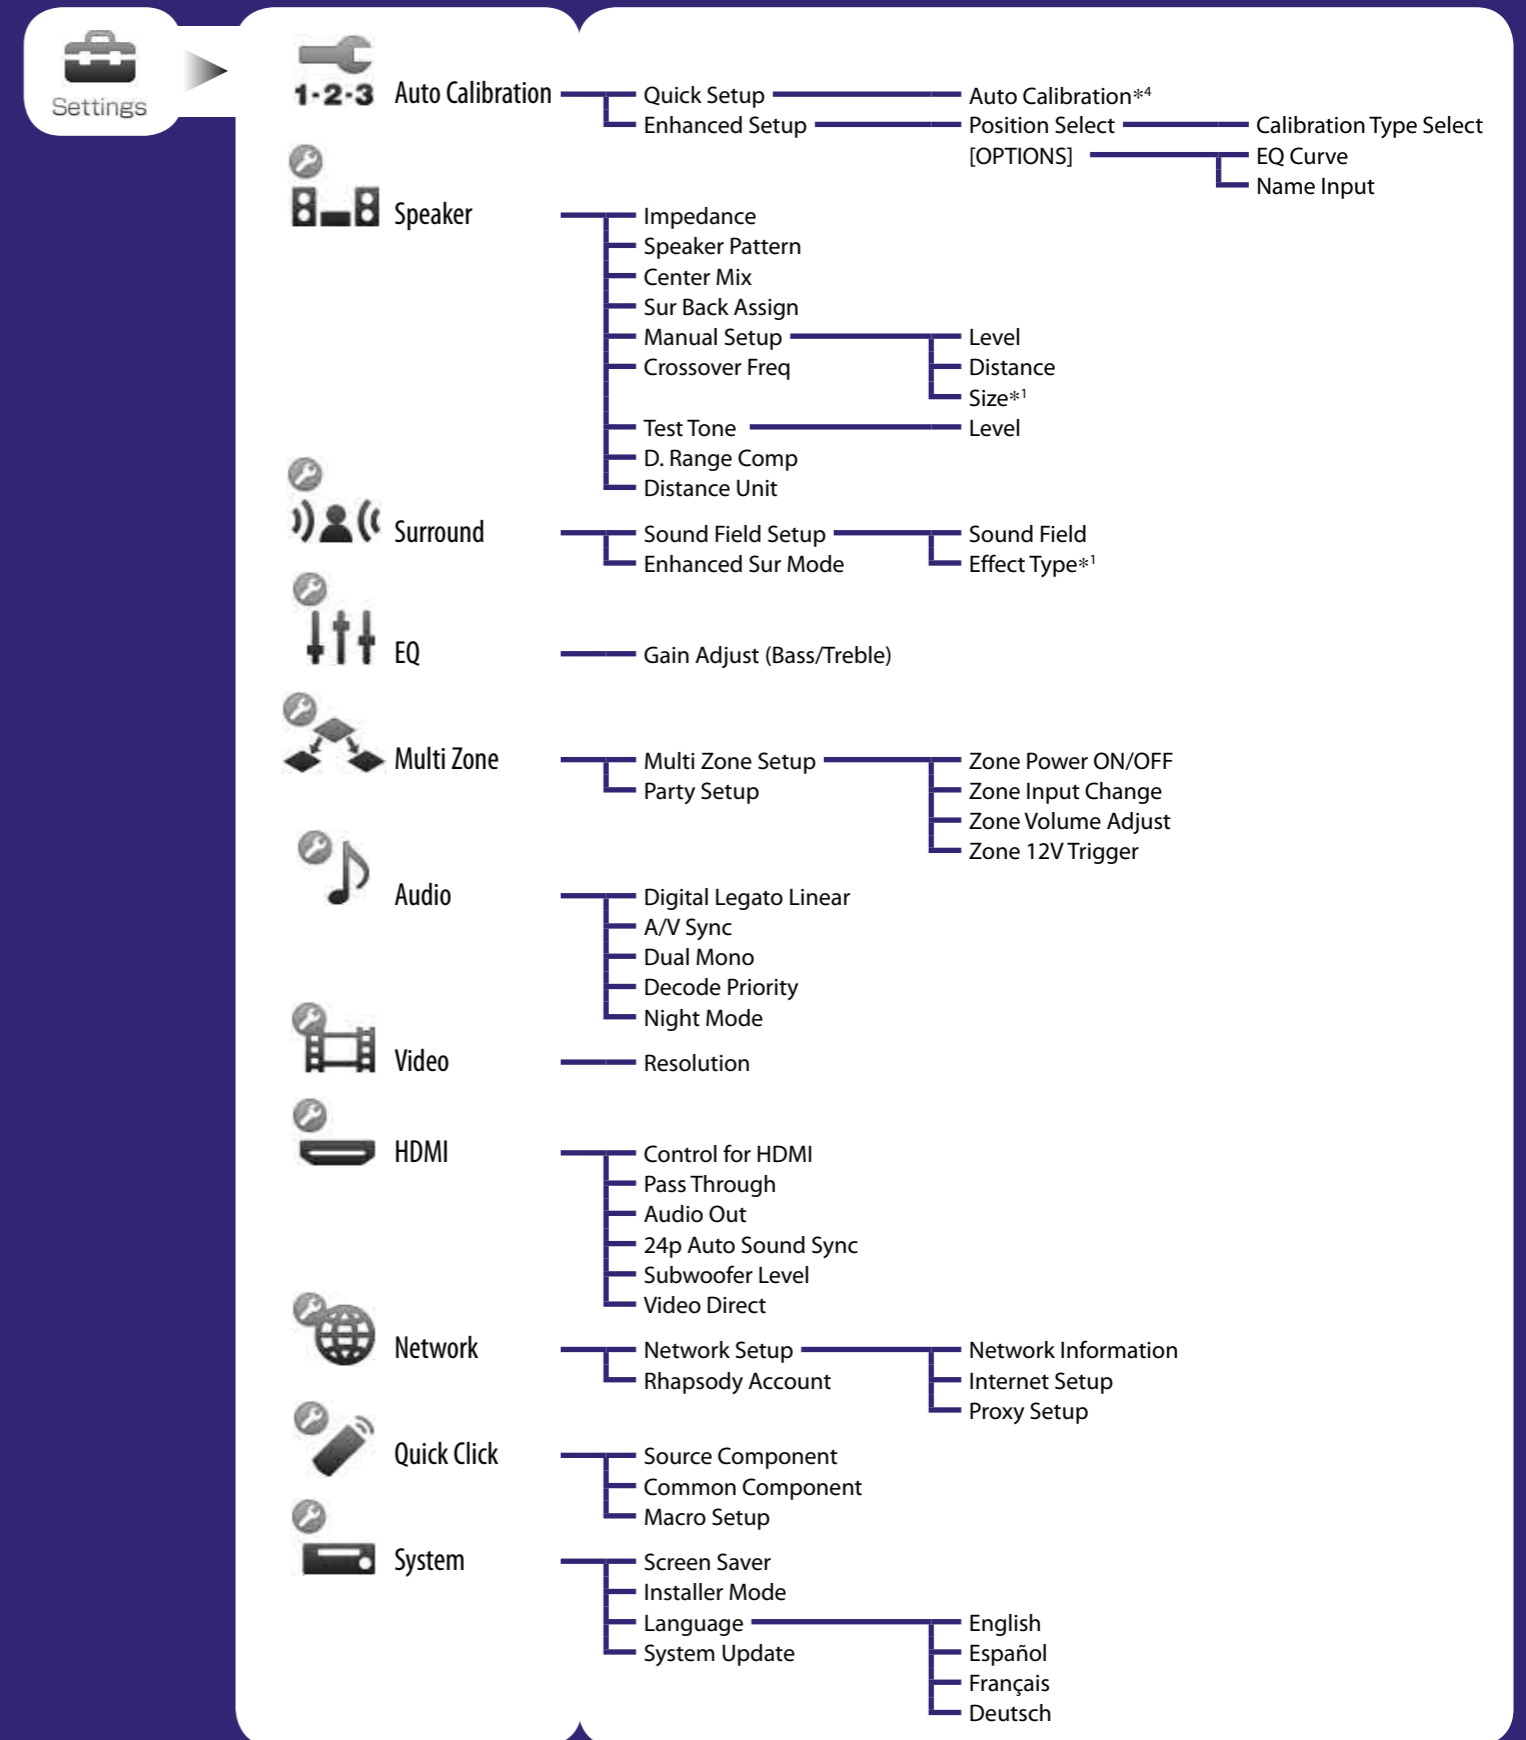 Settings
1·2·3 Auto Calibration
Quick Setup
Auto Calibration*4
Enhanced Setup
Position Select
Calibration Type Select
[OPTIONS]
EQ Curve
Name Input
Speaker
Impedance
Speaker Pattern
Center Mix
Sur Back Assign
Manual Setup
Level
Crossover Freq
Distance
Size*1
Test Tone
Level
D. Range Comp
Distance Unit
Surround
Sound Field Setup
Sound Field
Enhanced Sur Mode
Effect Type*1
EQ
Gain Adjust (Bass/Treble)
Multi Zone
Multi Zone Setup
Zone Power ON/OFF
Party Setup
Zone Input Change
Zone Volume Adjust
Zone 12V Trigger
Audio
Digital Legato Linear
A/V Sync
Dual Mono
Decode Priority
Night Mode
Video
Resolution
HDMI
Control for HDMI
Pass Through
Audio Out
24p Auto Sound Sync
Subwoofer Level
Video Direct
Network
Network Setup
Network Information
Rhapsody Account
Internet Setup
Proxy Setup
Quick Click
Source Component
Common Component
Macro Setup
System
Screen Saver
Installer Mode
Language
English
System Update
Español
Français
Deutsch